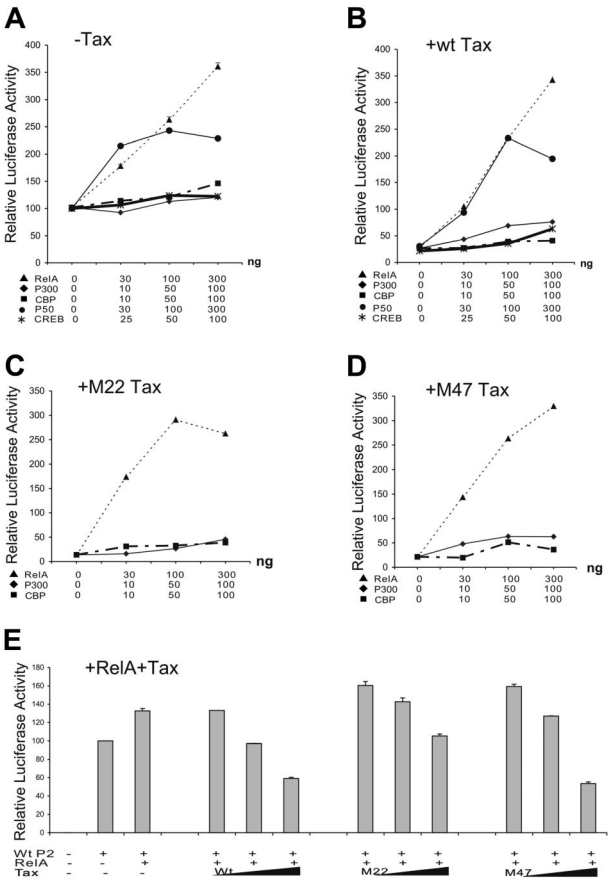 A
-Tax
Relative Luciferase Activity
400
350
300
250
200
150
100
50
0
ng
▲ RelA 0 30 100 300
◆ P300 0 10 50 100
■ CBP 0 10 50 100
● P50 0 30 100 300
✳ CREB 0 25 50 100
B
+wt Tax
Relative Luciferase Activity
400
350
300
250
200
150
100
50
0
ng
▲ RelA 0 30 100 300
◆ P300 0 10 50 100
■ CBP 0 10 50 100
● P50 0 30 100 300
✳ CREB 0 25 50 100
C
+M22 Tax
Relative Luciferase Activity
350
300
250
200
150
100
50
0
ng
▲ RelA 0 30 100 300
◆ P300 0 10 50 100
■ CBP 0 10 50 100
D
+M47 Tax
Relative Luciferase Activity
350
300
250
200
150
100
50
0
ng
▲ RelA 0 30 100 300
◆ P300 0 10 50 100
■ CBP 0 10 50 100
E
+RelA+Tax
Relative Luciferase Activity
180
160
140
120
100
80
60
40
20
0
Wt P2 - + + + + + + + + + + +
RelA - - + + + + + + + + + +
Tax - - - Wt M22 M47